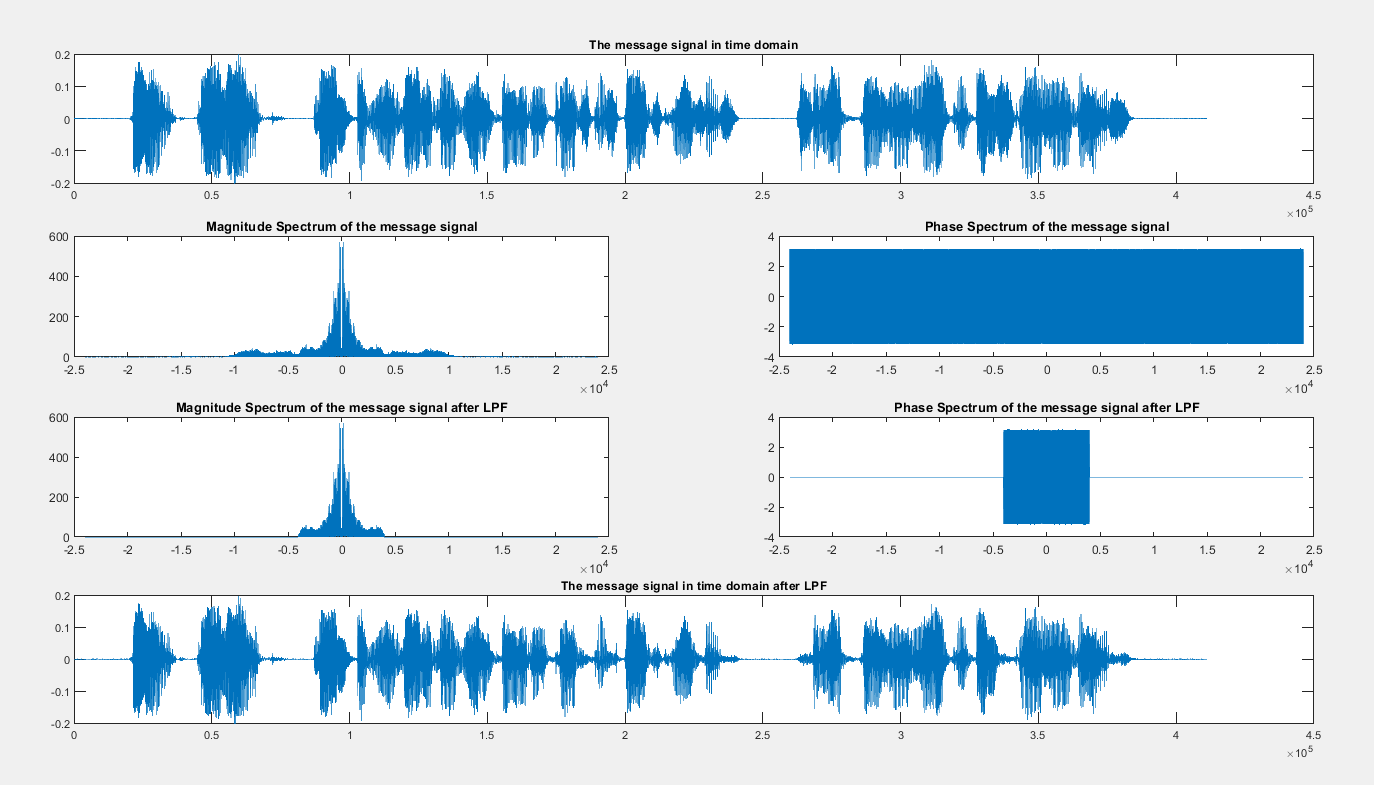 The message signal in time domain
0.2
0.1
0
-0.1
-0.2
0 0.5 1 1.5 2 2.5 3 3.5 4 4.5
×10^5
Magnitude Spectrum of the message signal
600
400
200
0
-2.5 -2 -1.5 -1 -0.5 0 0.5 1 1.5 2 2.5
×10^4
Phase Spectrum of the message signal
4
2
0
-2
-4
-2.5 -2 -1.5 -1 -0.5 0 0.5 1 1.5 2 2.5
×10^4
Magnitude Spectrum of the message signal after LPF
600
400
200
0
-2.5 -2 -1.5 -1 -0.5 0 0.5 1 1.5 2 2.5
×10^4
Phase Spectrum of the message signal after LPF
4
2
0
-2
-4
-2.5 -2 -1.5 -1 -0.5 0 0.5 1 1.5 2 2.5
×10^4
The message signal in time domain after LPF
0.2
0.1
0
-0.1
-0.2
0 0.5 1 1.5 2 2.5 3 3.5 4 4.5
×10^5